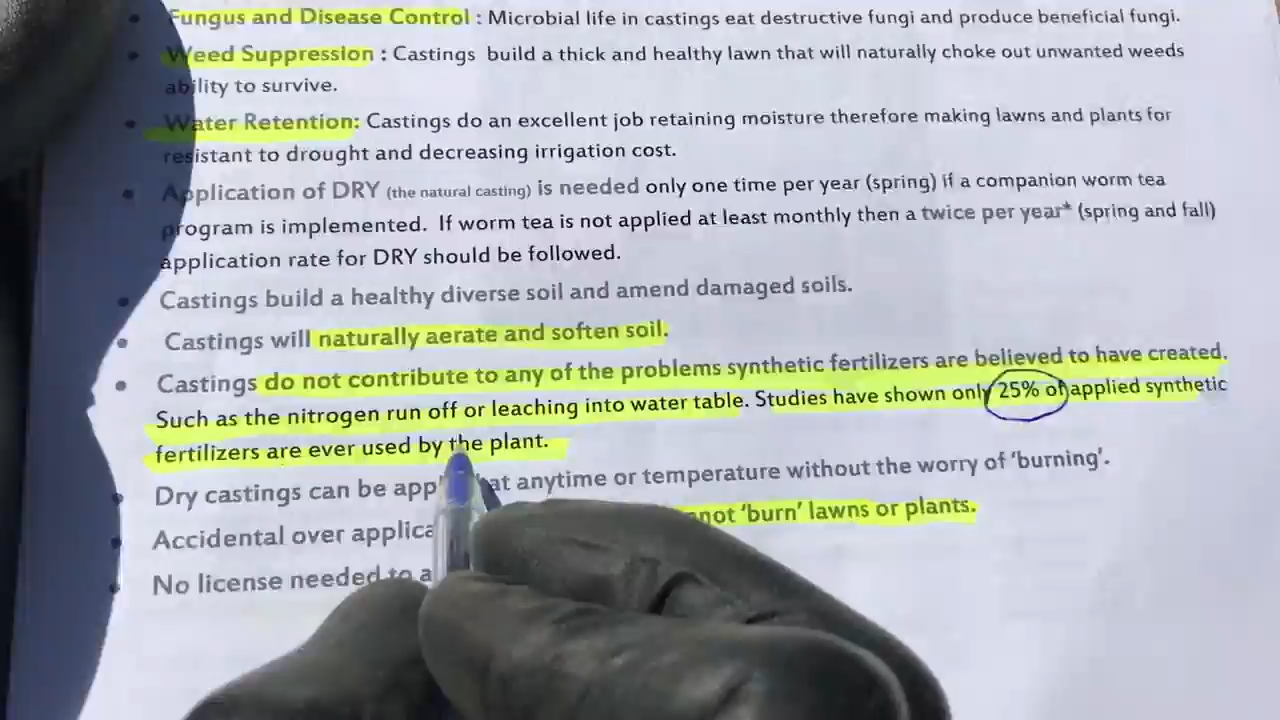 Fungus and Disease Control : Microbial life in castings eat destructive fungi and produce beneficial fungi.
Weed Suppression : Castings build a thick and healthy lawn that will naturally choke out unwanted weeds
ability to survive.
Water Retention: Castings do an excellent job retaining moisture therefore making lawns and plants for
resistant to drought and decreasing irrigation cost.
Application of DRY (the natural casting) is needed only one time per year (spring) if a companion worm tea
program is implemented. If worm tea is not applied at least monthly then a twice per year* (spring and fall)
application rate for DRY should be followed.
Castings build a healthy diverse soil and amend damaged soils.
Castings will naturally aerate and soften soil.
Castings do not contribute to any of the problems synthetic fertilizers are believed to have created.
Such as the nitrogen run off or leaching into water table. Studies have shown only 25% of applied synthetic
fertilizers are ever used by the plant.
Dry castings can be at anytime or temperature without the worry of ‘burning’.
Accidental over ‘burn’ lawns or plants.
No license needed to